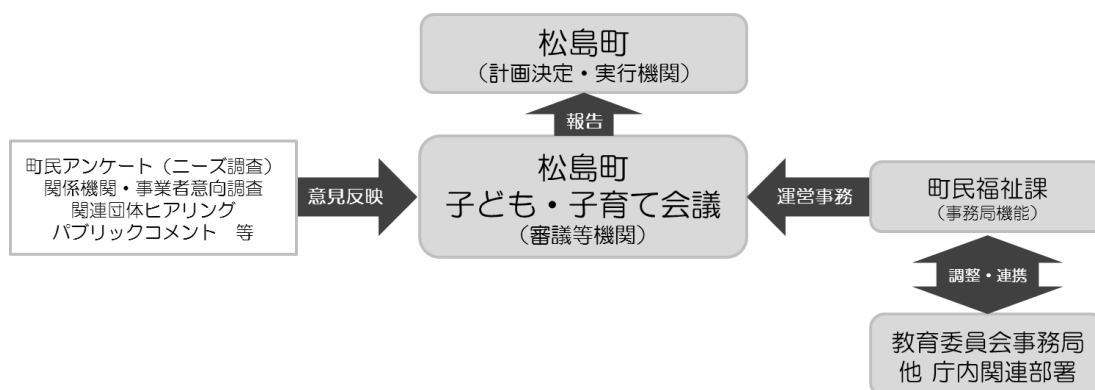 松島町
（計画決定・実行機関）
報告
町民アンケート（ニーズ調査）
関係機関・事業者意向調査
関連団体ヒアリング
パブリックコメント　等
意見反映
松島町
子ども・子育て会議
（審議等機関）
運営事務
町民福祉課
（事務局機能）
調整・連携
教育委員会事務局
他 庁内関連部署